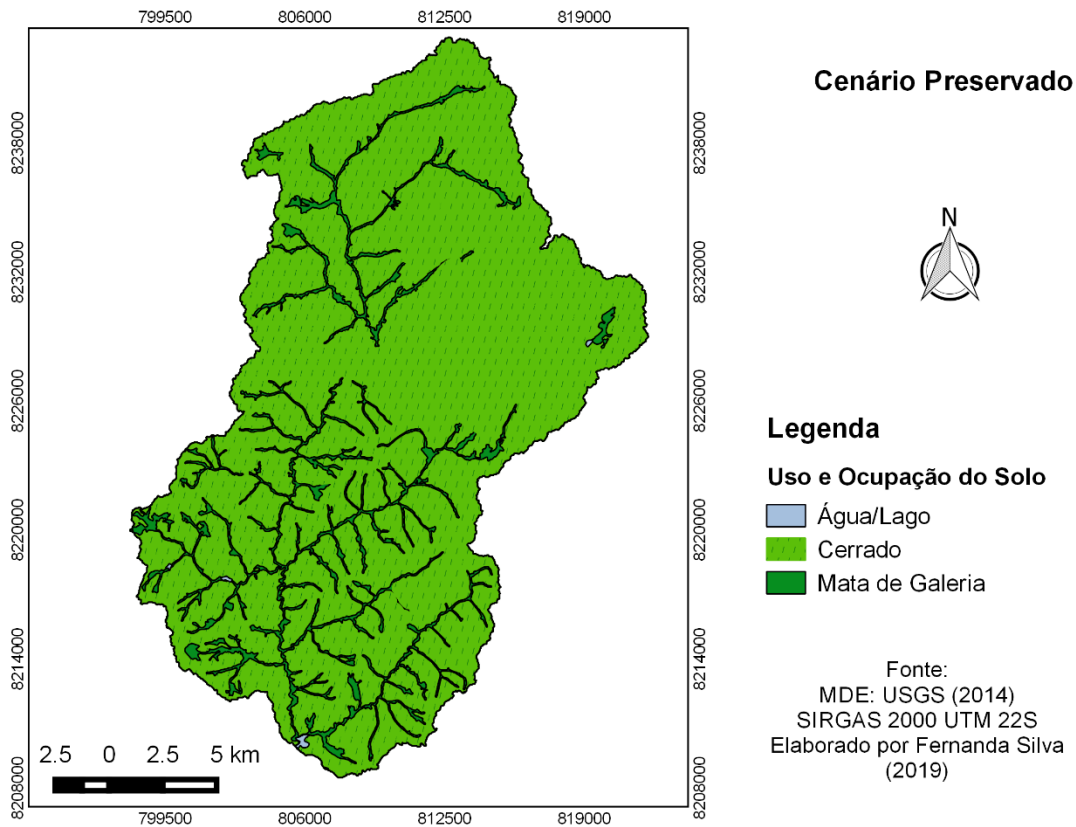 799500 806000 812500 819000
Cenário Preservado
8238000 8238000
N
8232000 8232000
8226000 8226000
Legenda
Uso e Ocupação do Solo
Água/Lago
Cerrado
Mata de Galeria
8220000 8220000
8214000 8214000
Fonte:
MDE: USGS (2014)
SIRGAS 2000 UTM 22S
Elaborado por Fernanda Silva
(2019)
2.5 0 2.5 5 km
8208000 8208000
799500 806000 812500 819000